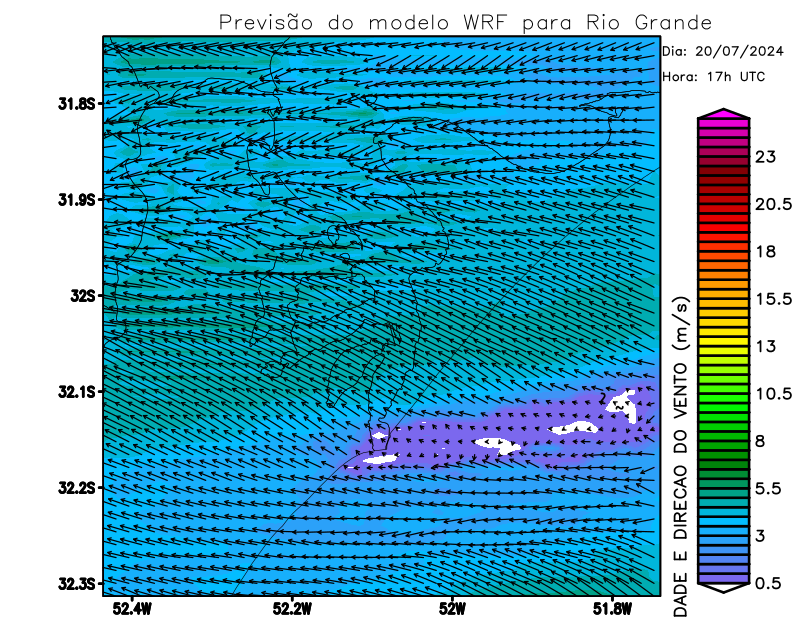 Previsão do modelo WRF para Rio Grande
Dia: 20/07/2024
Hora: 17h UTC
31.8S
31.9S
32S
32.1S
32.2S
32.3S
52.4W
52.2W
52W
51.8W
23
20.5
18
15.5
13
10.5
8
5.5
3
0.5
DADE E DIRECAO DO VENTO (m/s)